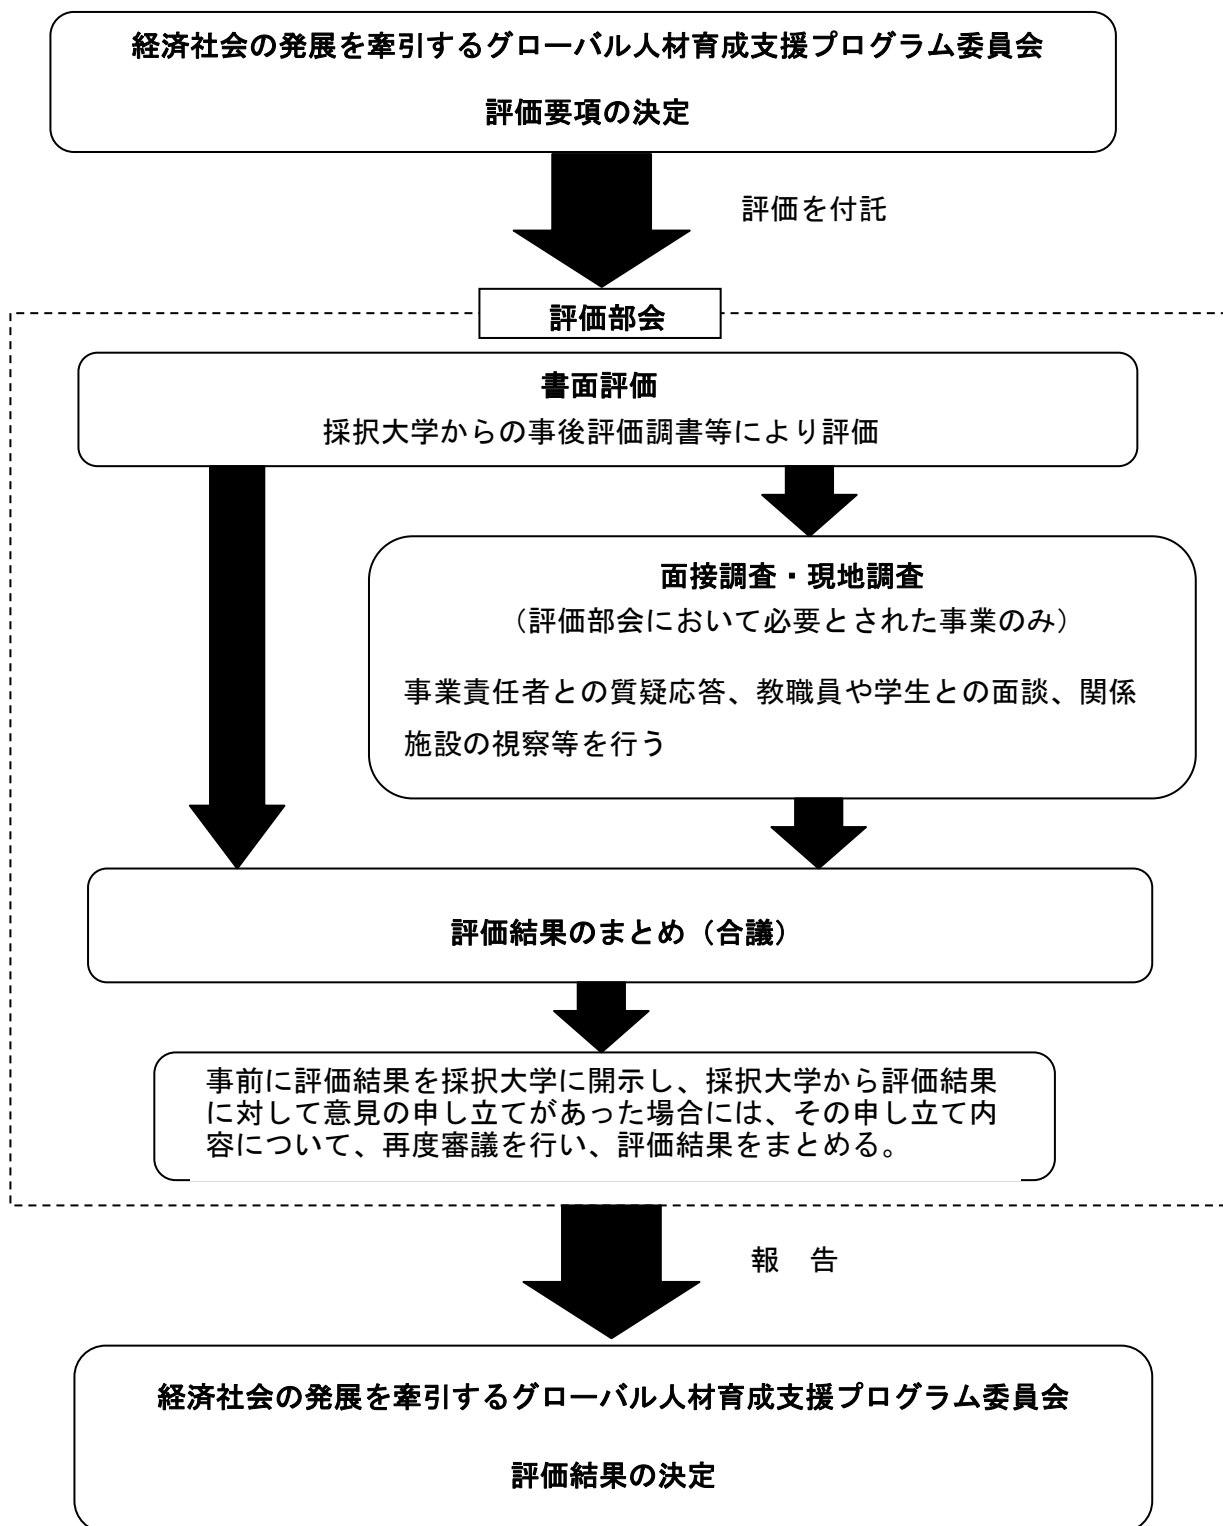 経済社会の発展を牽引するグローバル人材育成支援プログラム委員会
評価要項の決定
評価を付託
評価部会
書面評価
採択大学からの事後評価調書等により評価
面接調査・現地調査
（評価部会において必要とされた事業のみ）
事業責任者との質疑応答、教職員や学生との面談、関係
施設の視察等を行う
評価結果のまとめ（合議）
事前に評価結果を採択大学に開示し、採択大学から評価結果
に対して意見の申し立てがあった場合には、その申し立て内
容について、再度審議を行い、評価結果をまとめる。
報　告
経済社会の発展を牽引するグローバル人材育成支援プログラム委員会
評価結果の決定